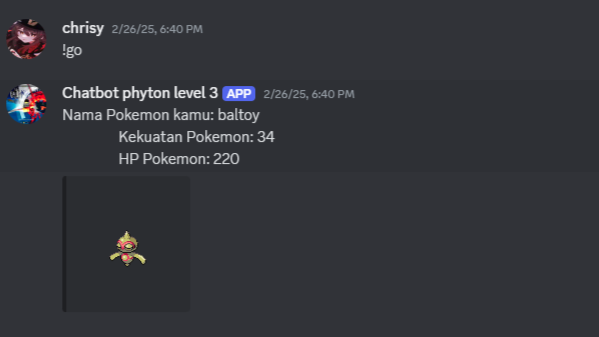 chrisy 2/26/25, 6:40 PM
!go
Chatbot phyton level 3 APP 2/26/25, 6:40 PM
Nama Pokemon kamu: baltoy
Kekuatan Pokemon: 34
HP Pokemon: 220